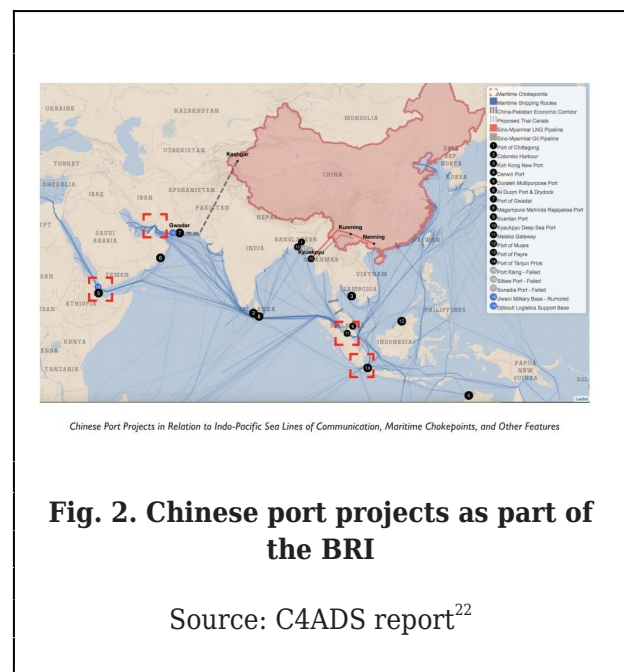 UKRAINE
KAZAKHSTAN
MONGOLIA
UZBEKISTAN
TURKEY
Kashgar
AFGHANISTAN
CHINA
IRAQ
IRAN
PAKISTAN
KOREA
Gwadar
NEPAL
SAUDI
ARABIA
Kunming
Nanning
TAIWAN
INDIA
Kyaukpyu
YEMEN
VIETNAM
CAMBODIA
PHILIPPINES
ETHIOPIA
KENYA
TANZANIA
INDONESIA
PAPUA
NEW
GUINEA
Maritime Chokepoints
Maritime Shipping Routes
China-Pakistan Economic Corridor
Proposed Thai Canals
Sino-Myanmar LNG Pipeline
Sino-Myanmar Oil Pipeline
Port of Chittagong
Colombo Harbour
Koh Kong New Port
Darwin Port
Doraleh Multipurpose Port
Al Duqm Port & Drydock
Port of Gwadar
Magampura Mahinda Rajapaksa Port
Kuantan Port
Kyaukpyu Deep Sea Port
Melaka Gateway
Port of Muara
Port of Payra
Port of Tanjun Priok
Port Klang - Failed
Sittwe Port - Failed
Sonadia Port - Failed
Jiwani Military Base - Rumored
Djibouti Logistics Support Base
Leaflet
Chinese Port Projects in Relation to Indo-Pacific Sea Lines of Communication, Maritime Chokepoints, and Other Features
Fig. 2. Chinese port projects as part of
the BRI
Source: C4ADS report22